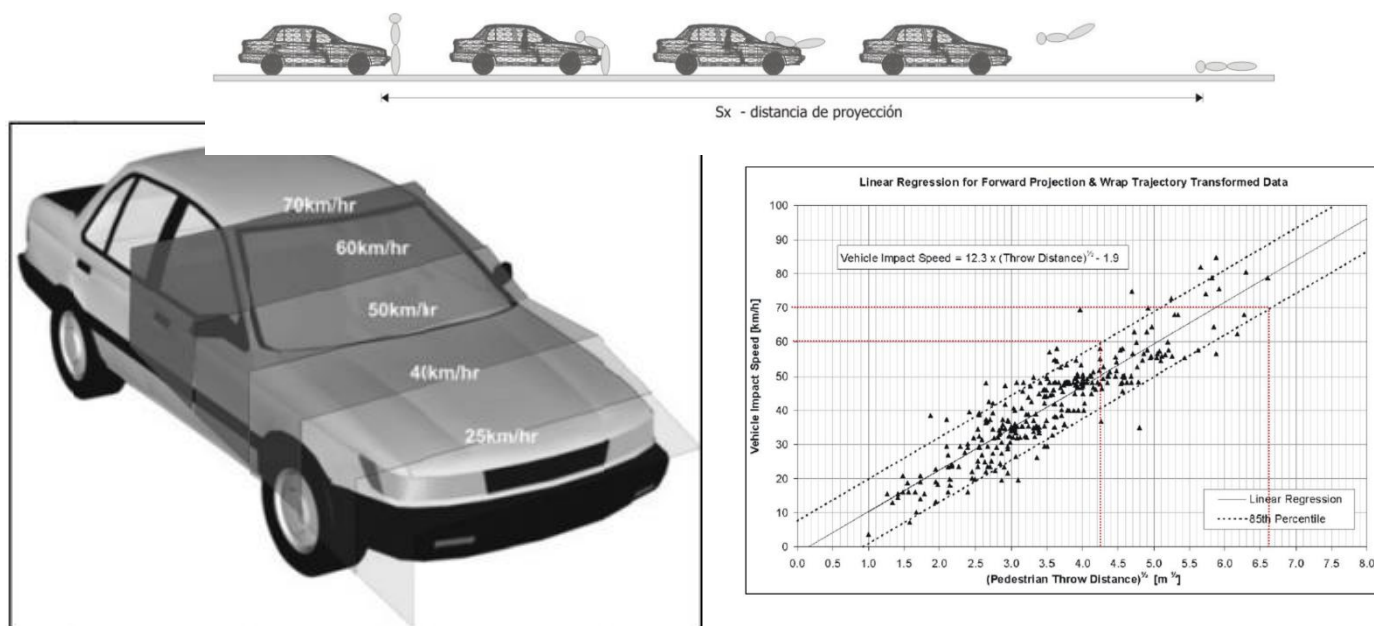 Sx - distancia de proyección
70km/hr
60km/hr
50km/hr
40km/hr
25km/hr
Linear Regression for Forward Projection & Wrap Trajectory Transformed Data
Vehicle Impact Speed = 12.3 x (Throw Distance)^½ - 1.9
Vehicle Impact Speed [km/h]
100
90
80
70
60
50
40
30
20
10
0
Linear Regression
85th Percentile
0.0 0.5 1.0 1.5 2.0 2.5 3.0 3.5 4.0 4.5 5.0 5.5 6.0 6.5 7.0 7.5 8.0
(Pedestrian Throw Distance)^½ [m ^½]